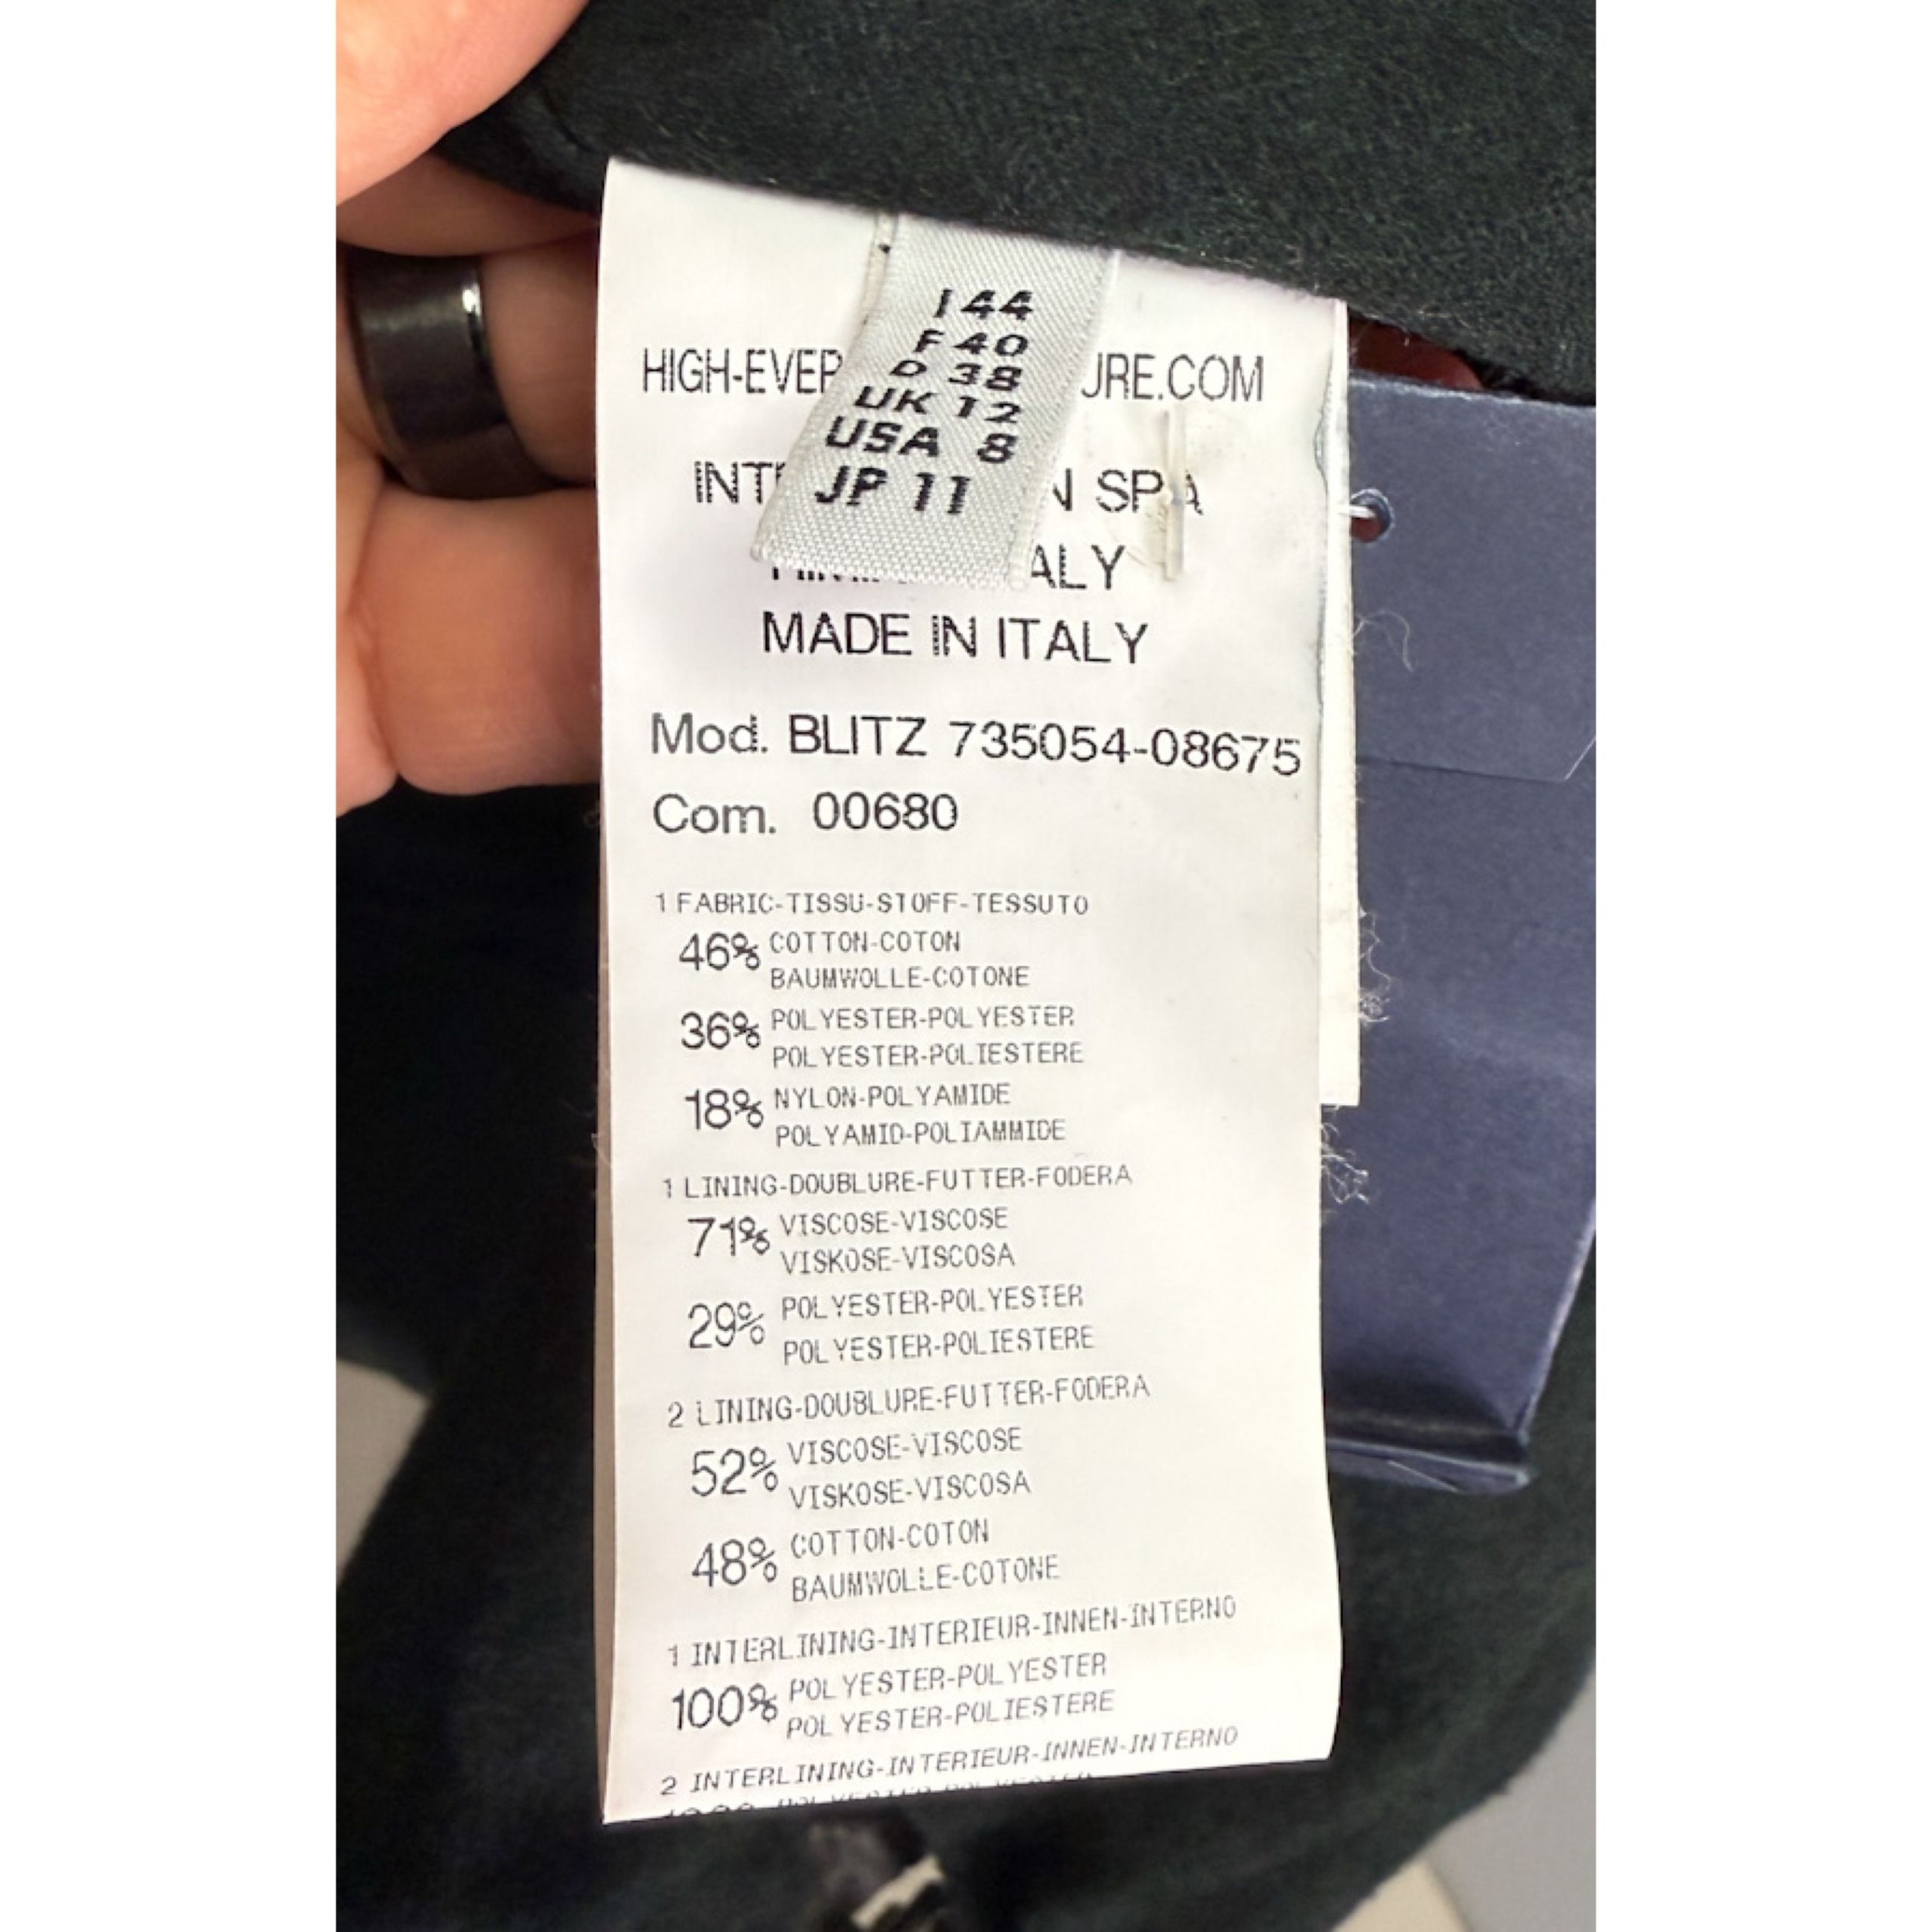 I 44
F 40
D 38
UK 12
USA 8
JP 11
HIGH-EVER JRE.COM
INT N SPA
ALY
MADE IN ITALY
Mod. BLITZ 735054-08675
Com. 00680
1 FABRIC-TISSU-STOFF-TESSUTO
46% COTTON-COTON
BAUMWOLLE-COTONE
36% POLYESTER-POLYESTER
POLYESTER-POLIESTERE
18% NYLON-POLYAMIDE
POLYAMID-POLIAMMIDE
1 LINING-DOUBLURE-FUTTER-FODERA
71% VISCOSE-VISCOSE
VISKOSE-VISCOSA
29% POLYESTER-POLYESTER
POLYESTER-POLIESTERE
2 LINING-DOUBLURE-FUTTER-FODERA
52% VISCOSE-VISCOSE
VISKOSE-VISCOSA
48% COTTON-COTON
BAUMWOLLE-COTONE
1 INTERLINING-INTERIEUR-INNEN-INTERNO
100% POLYESTER-POLYESTER
POLYESTER-POLIESTERE
2 INTERLINING-INTERIEUR-INNEN-INTERNO